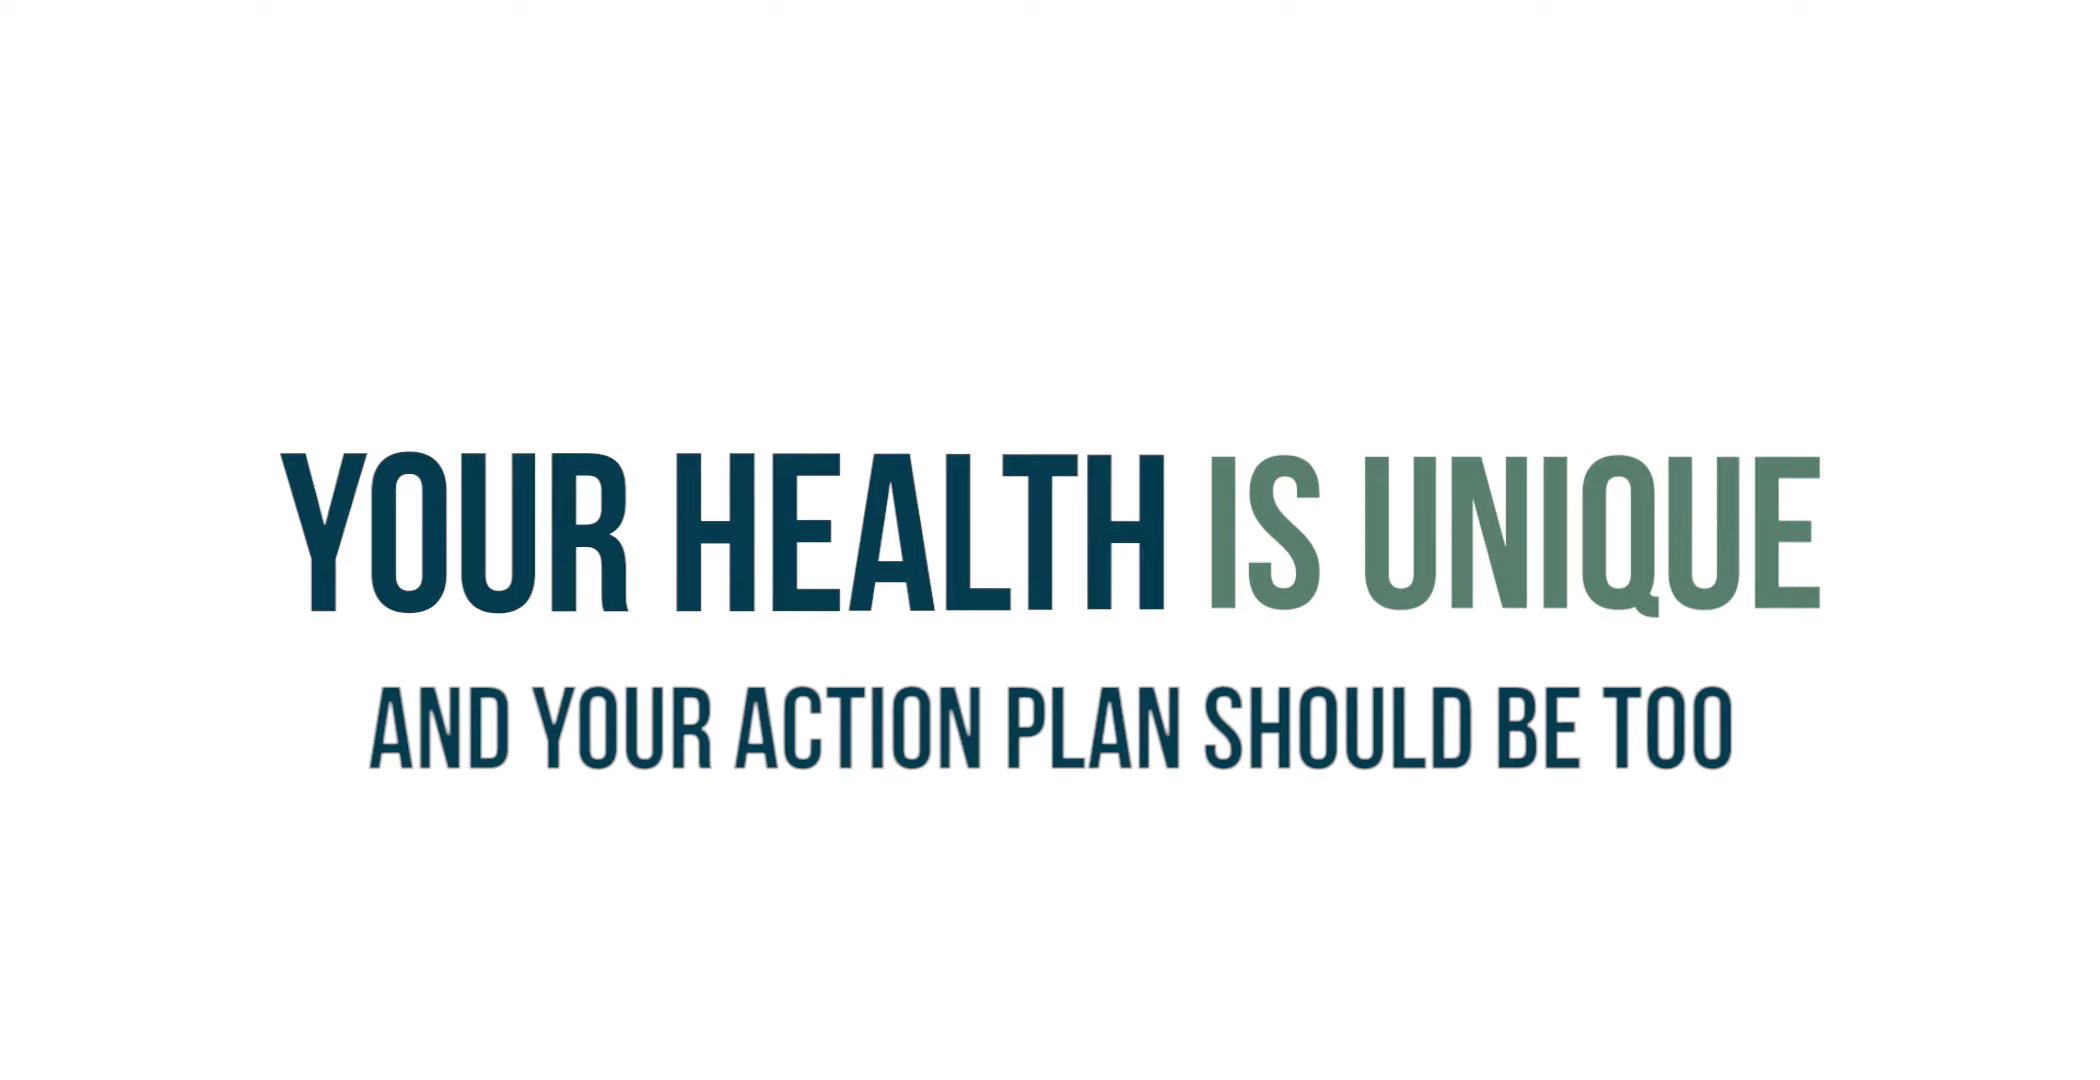 YOUR HEALTH IS UNIQUE
AND YOUR ACTION PLAN SHOULD BE TOO